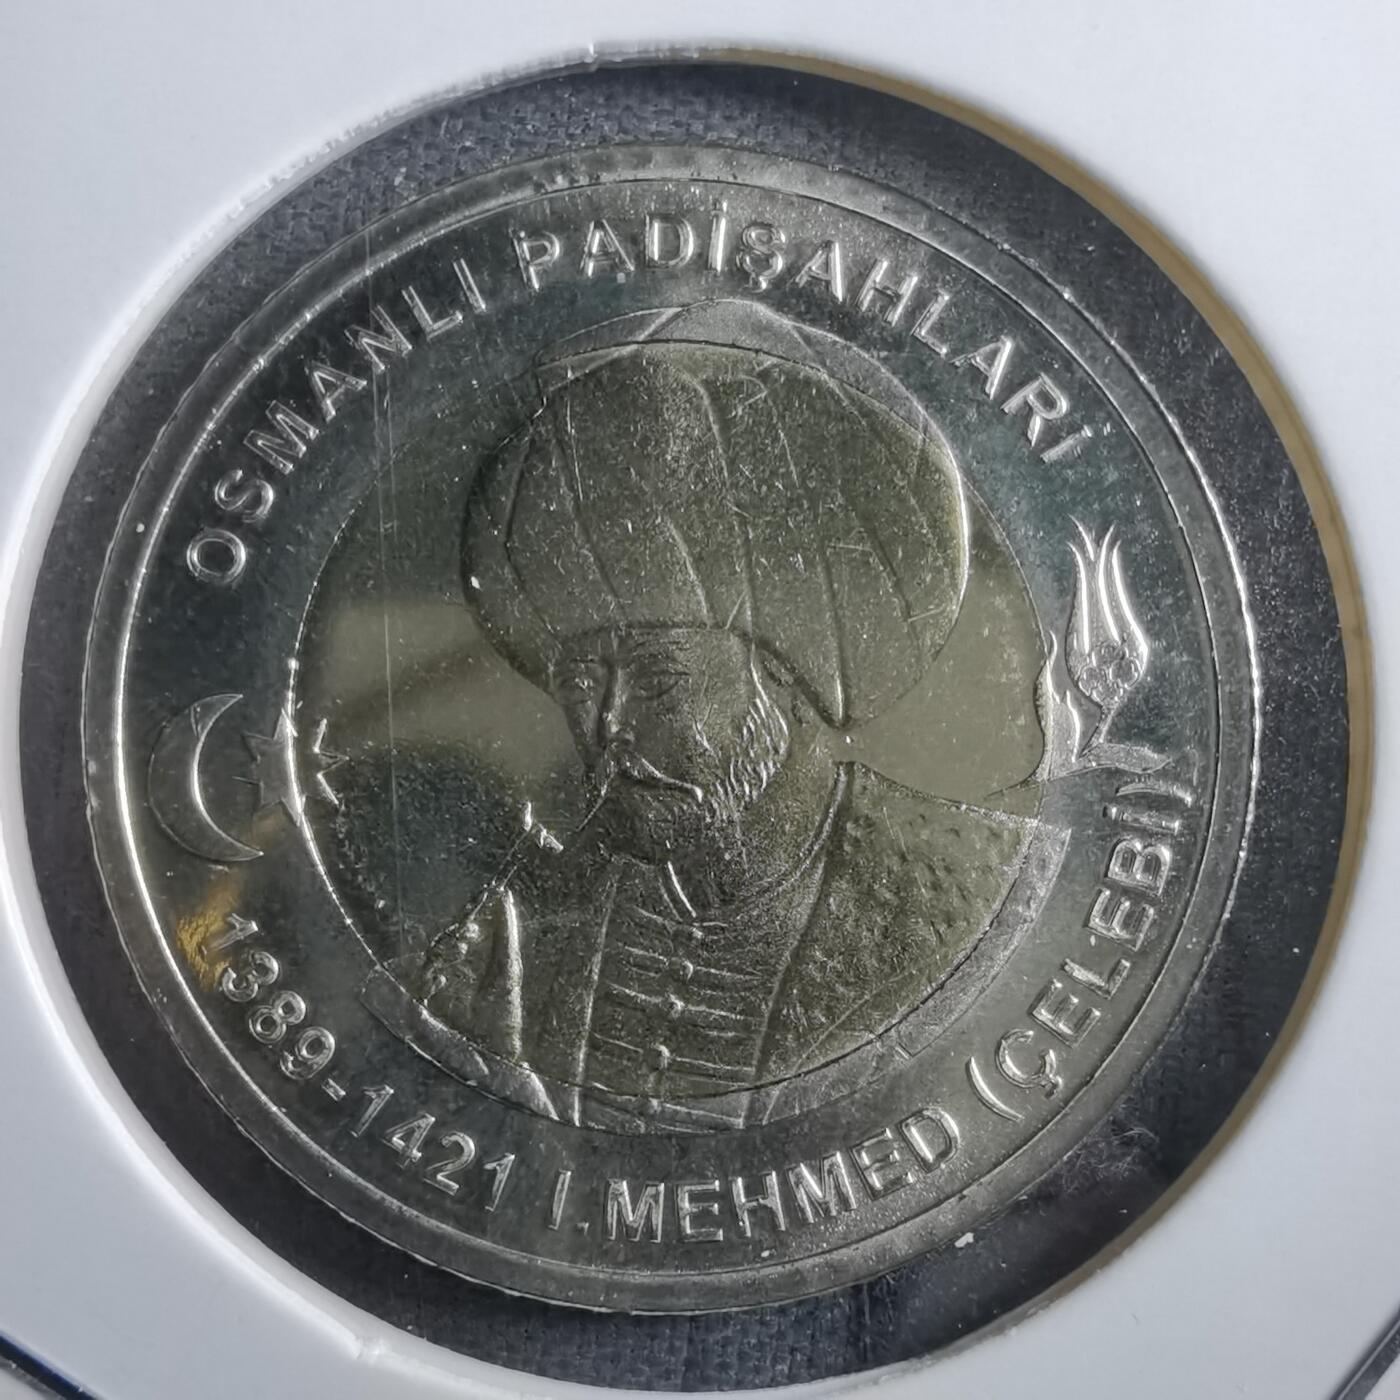 OSMANLI PADİŞAHLARİ
1389-1421 I.MEHMED (ÇELEBİ)